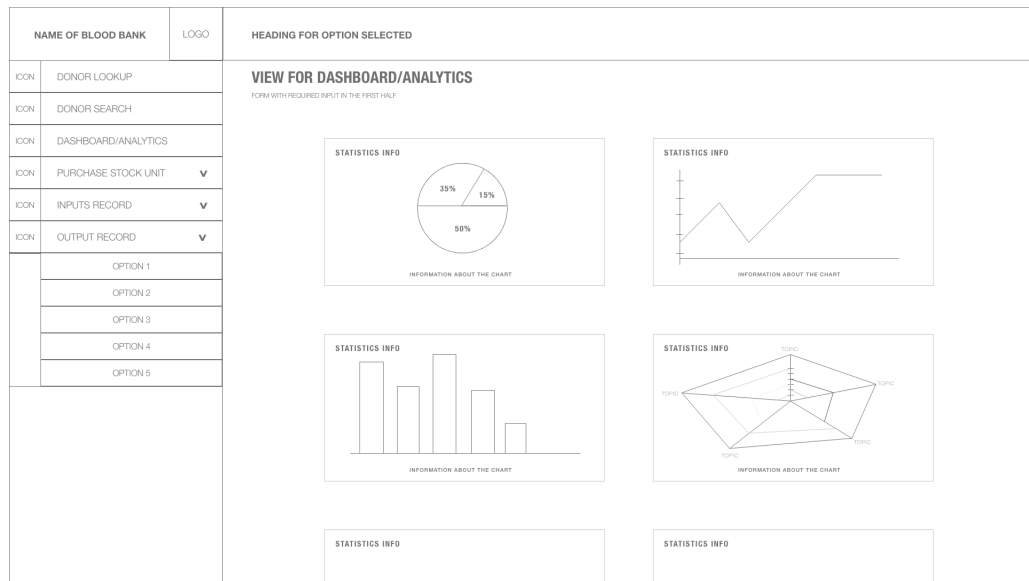 NAME OF BLOOD BANK
LOGO
HEADING FOR OPTION SELECTED
ICON DONOR LOOKUP
ICON DONOR SEARCH
ICON DASHBOARD/ANALYTICS
ICON PURCHASE STOCK UNIT V
ICON INPUTS RECORD V
ICON OUTPUT RECORD V
OPTION 1
OPTION 2
OPTION 3
OPTION 4
OPTION 5
VIEW FOR DASHBOARD/ANALYTICS
FORM WITH REQUIRED INPUT IN THE FIRST HALF
STATISTICS INFO
35%
15%
50%
INFORMATION ABOUT THE CHART
STATISTICS INFO
INFORMATION ABOUT THE CHART
STATISTICS INFO
INFORMATION ABOUT THE CHART
STATISTICS INFO
TOPIC
TOPIC
TOPIC
TOPIC
TOPIC
INFORMATION ABOUT THE CHART
STATISTICS INFO
STATISTICS INFO